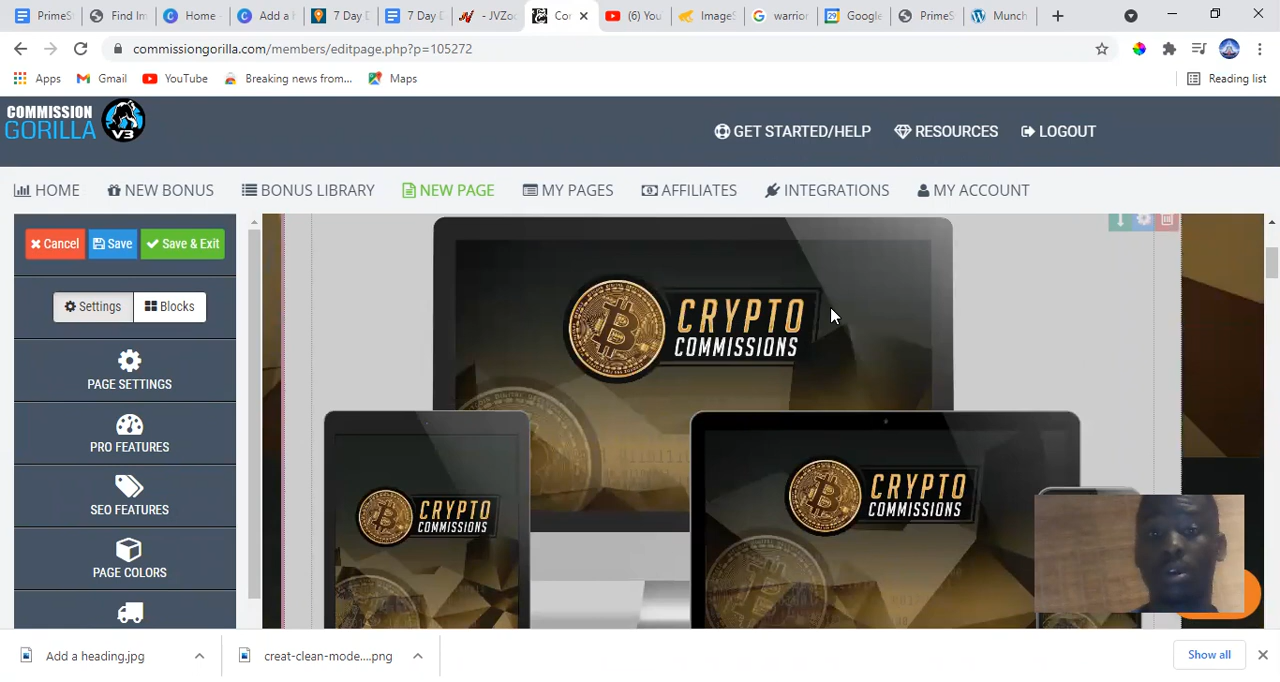 PrimeS
Find Im
Home -
Add a h
7 Day D
7 Day D
- JVZoo
Cor
(6) You
ImageS
warrior
Google
PrimeS
Munch
commissiongorilla.com/members/editpage.php?p=105272
Apps
Gmail
YouTube
Breaking news from...
Maps
Reading list
COMMISSION
GORILLA
V3
GET STARTED/HELP
RESOURCES
LOGOUT
HOME
NEW BONUS
BONUS LIBRARY
NEW PAGE
MY PAGES
AFFILIATES
INTEGRATIONS
MY ACCOUNT
Cancel
Save
Save & Exit
Settings
Blocks
PAGE SETTINGS
PRO FEATURES
SEO FEATURES
PAGE COLORS
CRYPTO
COMMISSIONS
CRYPTO
COMMISSIONS
CRYPTO
COMMISSIONS
Add a heading.jpg
creat-clean-mode....png
Show all